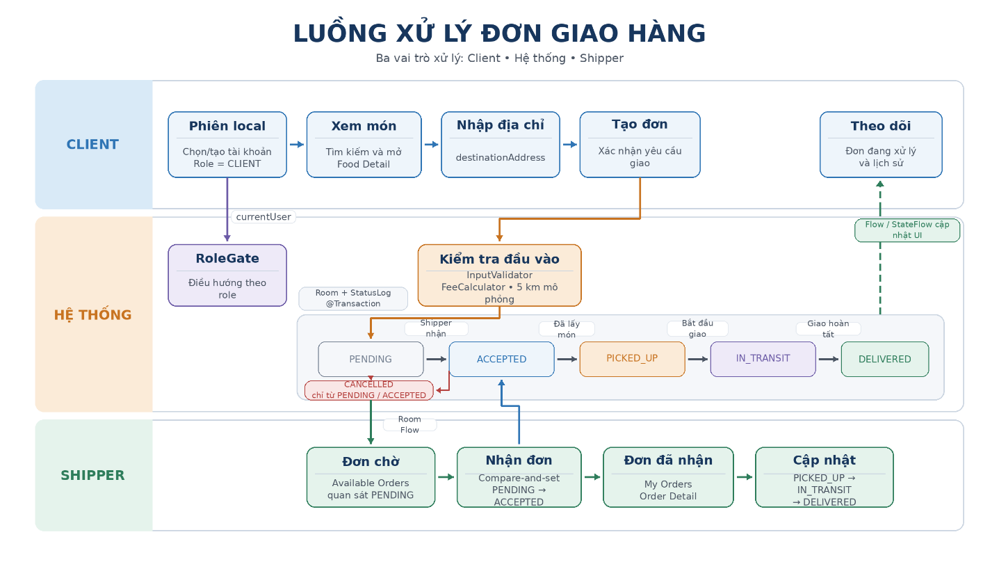 LUỒNG XỬ LÝ ĐƠN GIAO HÀNG
Ba vai trò xử lý: Client • Hệ thống • Shipper
CLIENT
Phiên local
Chọn/tạo tài khoản
Role = CLIENT
Xem món
Tìm kiếm và mở
Food Detail
Nhập địa chỉ
destinationAddress
Tạo đơn
Xác nhận yêu cầu
giao
Theo dõi
Đơn đang xử lý
và lịch sử
currentUser
Flow / StateFlow cập
nhật UI
HỆ THỐNG
RoleGate
Điều hướng theo
role
Kiểm tra đầu vào
InputValidator
FeeCalculator • 5 km mô
phỏng
Room + StatusLog
@Transaction
Shipper
nhận
Đã lấy
món
Bắt đầu
giao
Giao hoàn
tất
PENDING
ACCEPTED
PICKED_UP
IN_TRANSIT
DELIVERED
CANCELLED
chỉ từ PENDING / ACCEPTED
Room
Flow
SHIPPER
Đơn chờ
Available Orders
quan sát PENDING
Nhận đơn
Compare-and-set
PENDING →
ACCEPTED
Đơn đã nhận
My Orders
Order Detail
Cập nhật
PICKED_UP →
IN_TRANSIT
→ DELIVERED